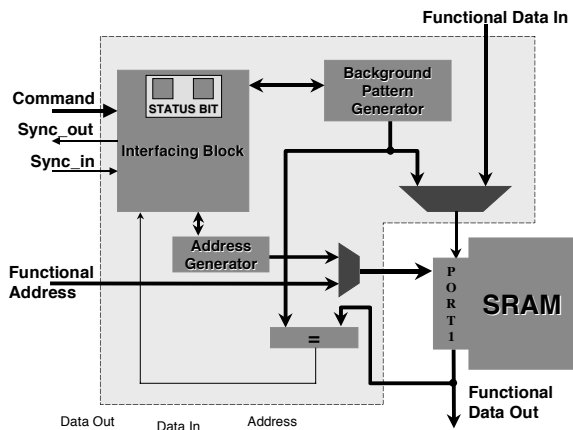 Functional Data In
Background
Pattern
Generator
STATUS BIT
Command
Sync_out
Sync_in
Interfacing Block
Address
Generator
Functional
Address
PORT1
SRAM
=
Functional
Data Out
Data Out
Data In
Address